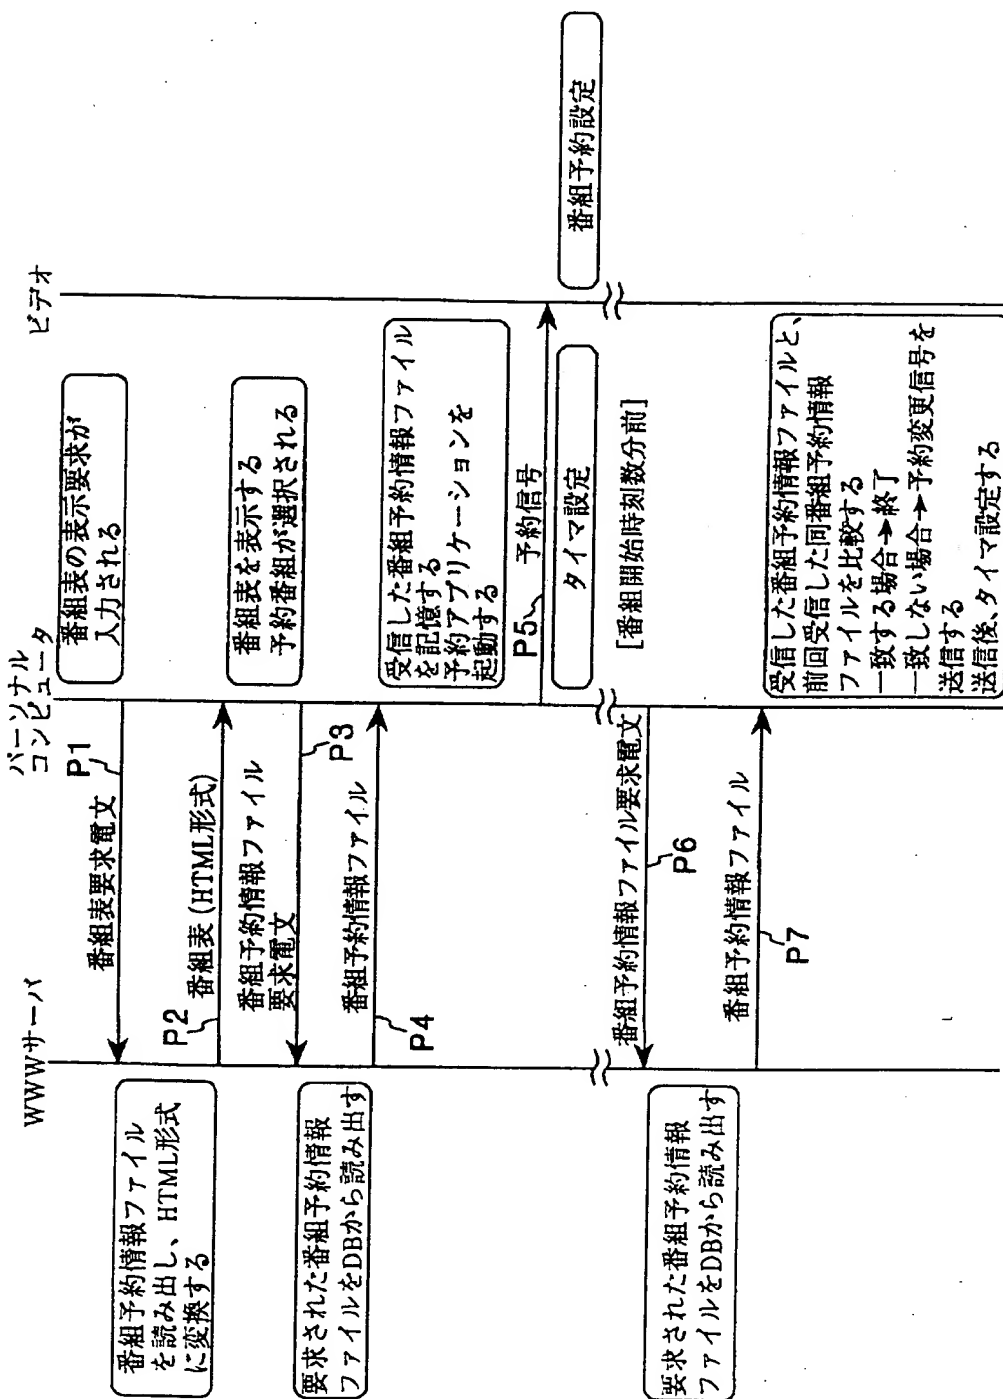 WWWサーバ
パーソナル
コンピュータ
ビデオ
番組表の表示要求が
入力される
P1
番組表要求電文
番組予約情報ファイル
を読み出し、HTML形式
に変換する
P2
番組表(HTML形式)
番組表を表示する
予約番組が選択される
番組予約情報ファイル
要求電文
P3
要求された番組予約情報
ファイルをDBから読み出す
番組予約情報ファイル
P4
受信した番組予約情報ファイル
を記憶する
予約アプリケーションを
起動する
P5
予約信号
タイマ設定
番組予約設定
[番組開始時刻数分前]
番組予約情報ファイル要求電文
P6
要求された番組予約情報
ファイルをDBから読み出す
番組予約情報ファイル
P7
受信した番組予約情報ファイルと、
前回受信した同番組予約情報
ファイルを比較する
一致する場合→終了
一致しない場合→予約変更信号を
送信する
送信後、タイマ設定する